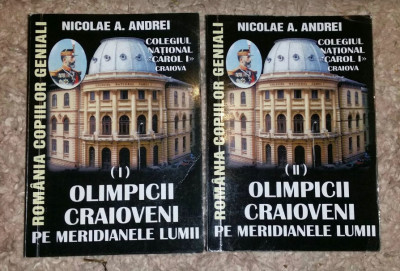 NICOLAE A. ANDREI
COLEGIUL
NAȚIONAL
"CAROL I»
CRAIOVA
ROMÂNIA COPIILOR GENIALI
( I )
OLIMPICII
CRAIOVENI
PE MERIDIANELE LUMII
NICOLAE A. ANDREI
COLEGIUL
NAȚIONAL
"CAROL I»
CRAIOVA
ROMÂNIA COPIILOR GENIALI
( II )
OLIMPICII
CRAIOVENI
PE MERIDIANELE LUMII